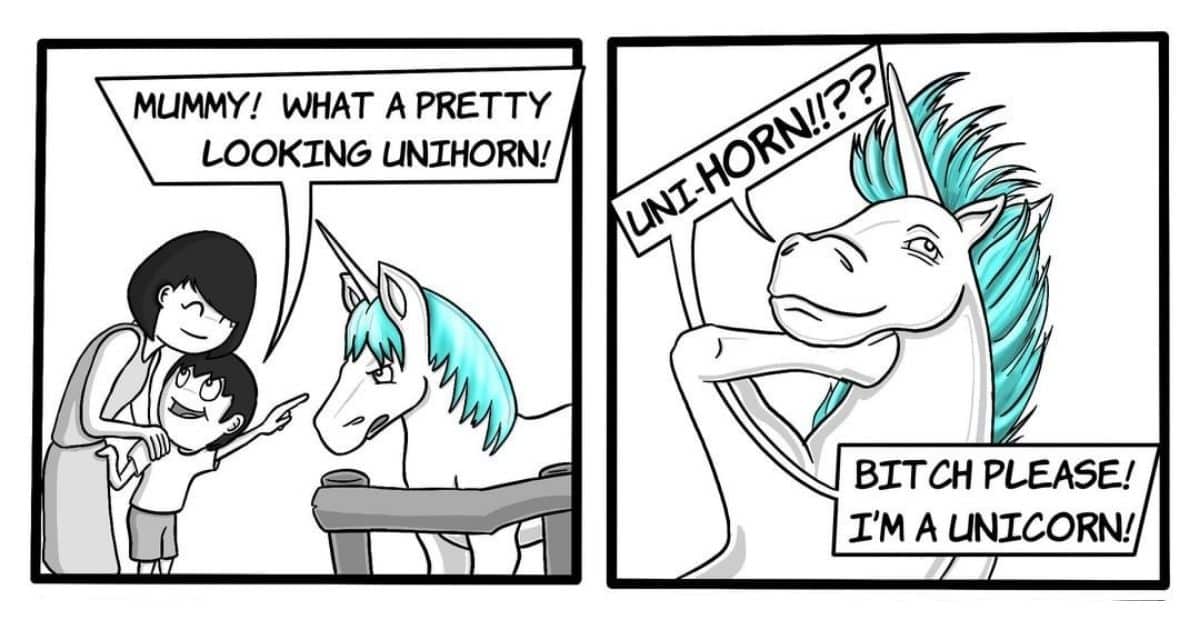 MUMMY! WHAT A PRETTY
LOOKING UNIHORN!
UNI-HORN!!??
BITCH PLEASE!
I'M A UNICORN!